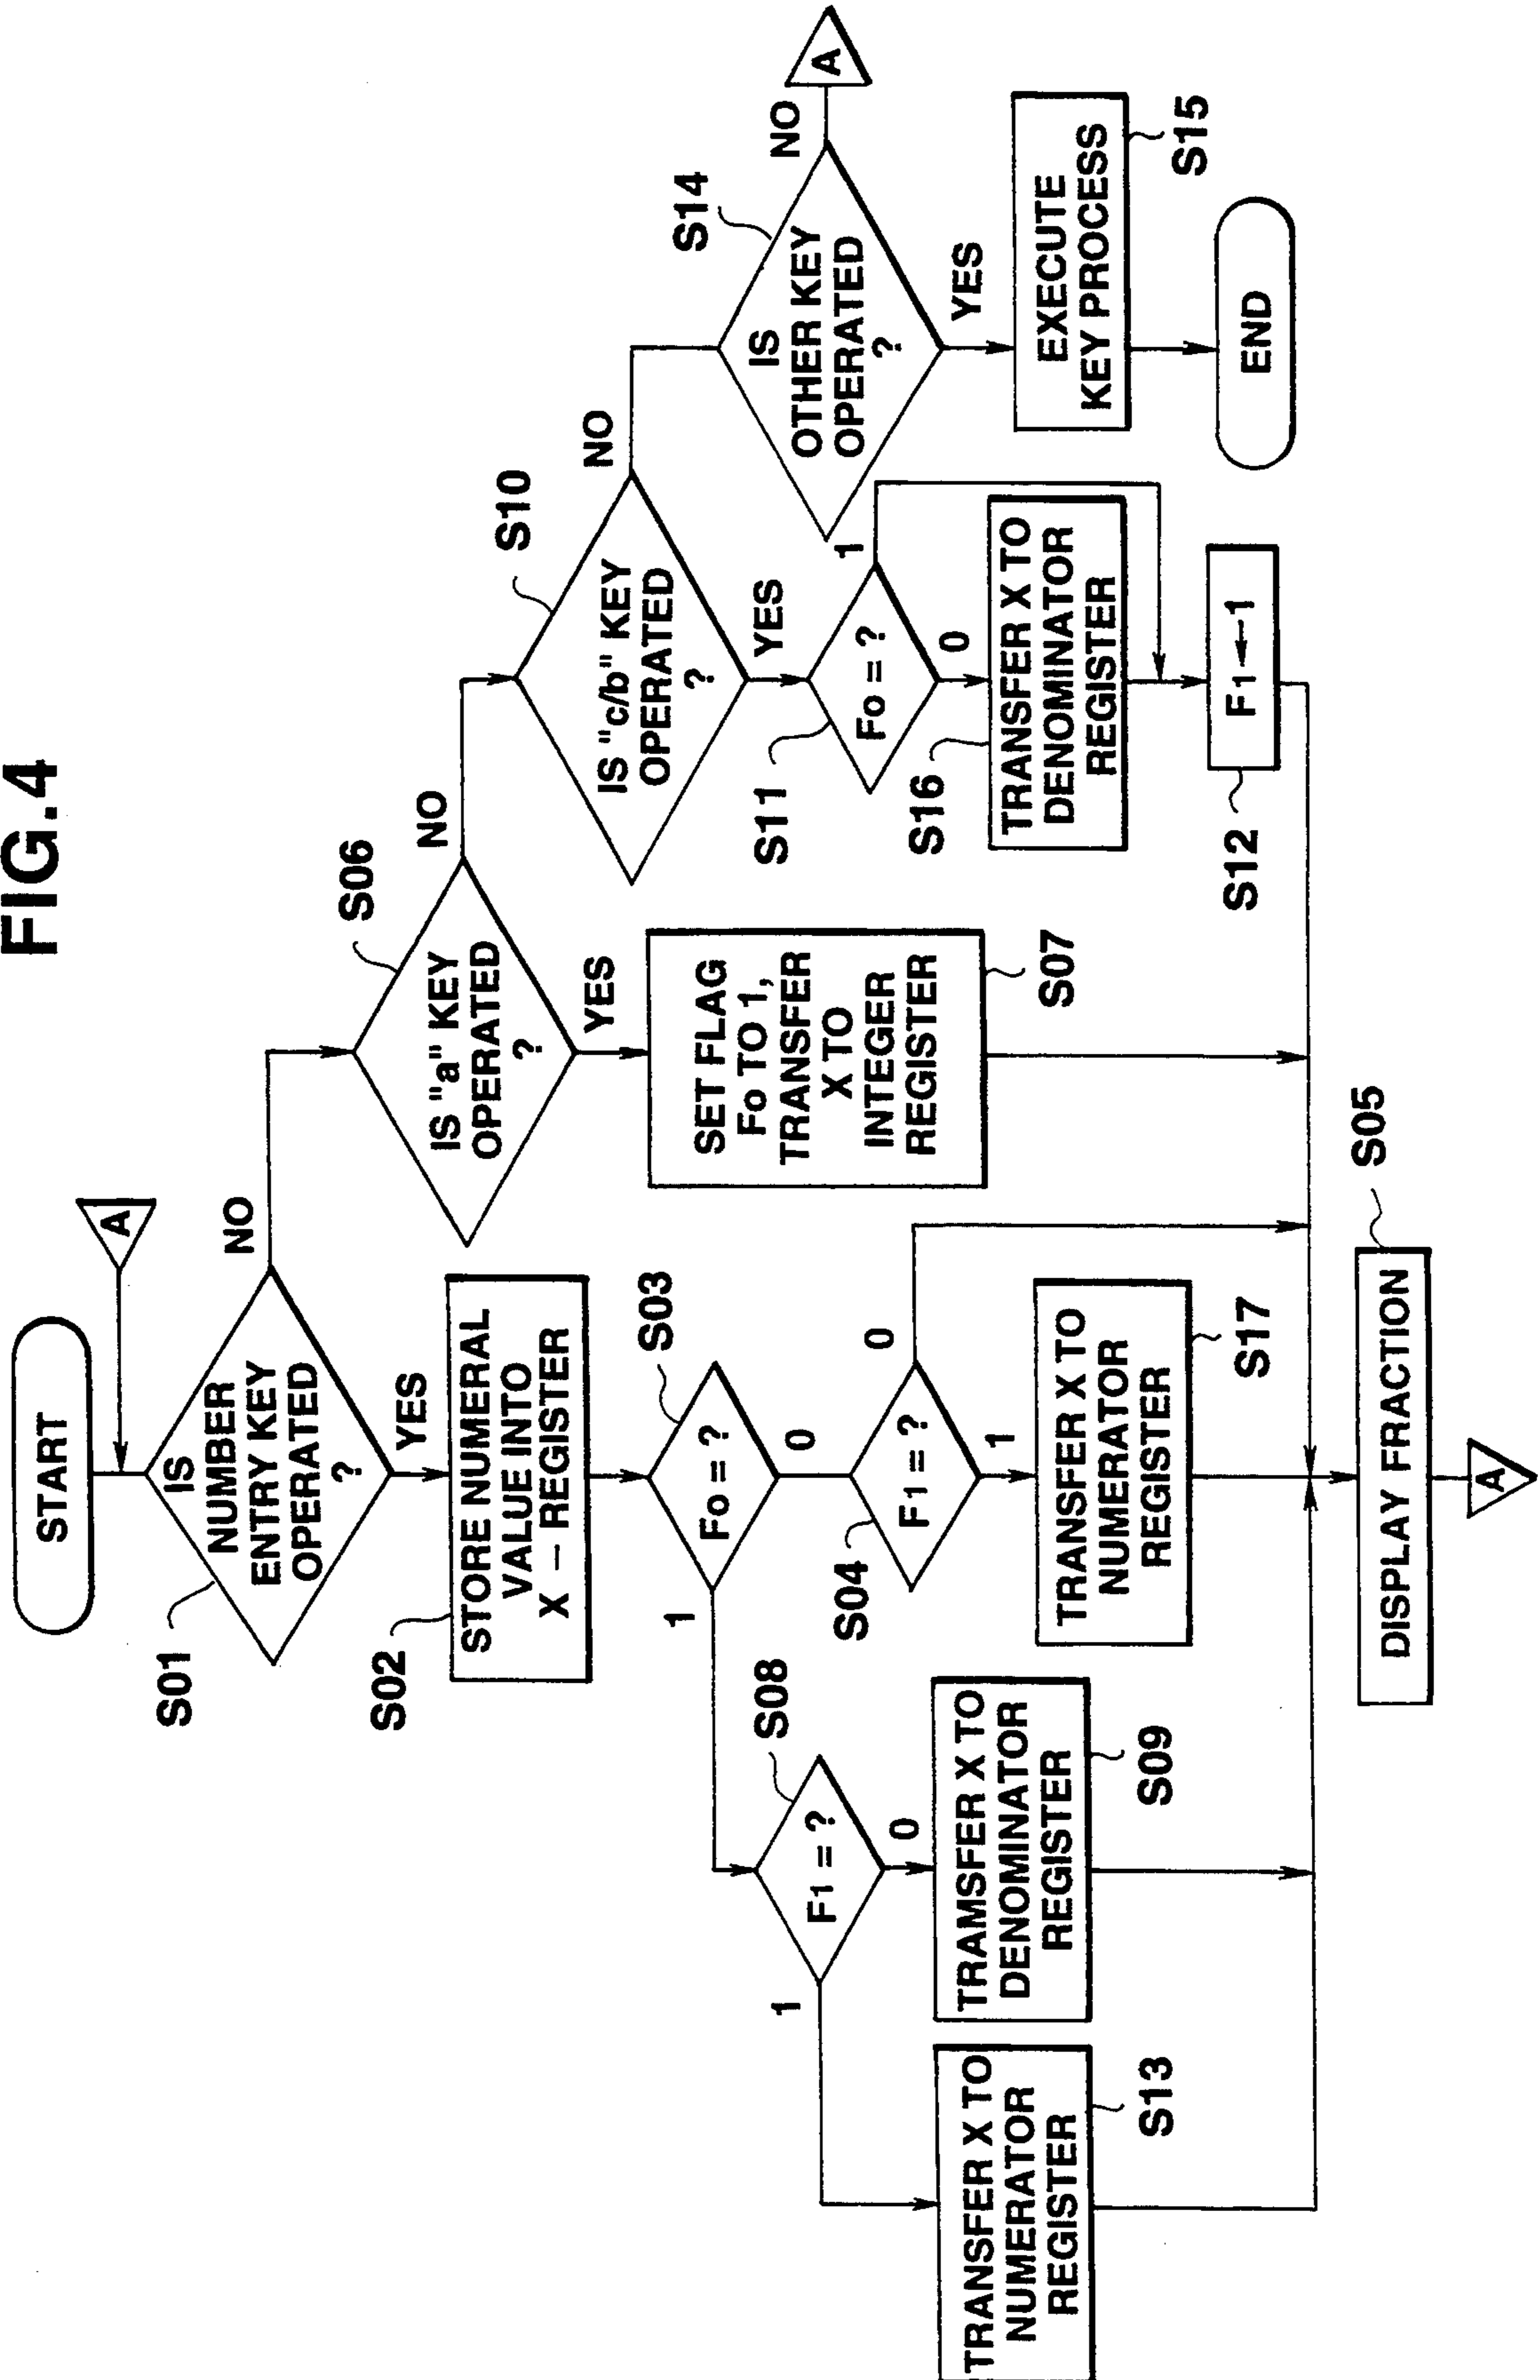 FIG.4
START
A
S01
IS
NUMBER
ENTRY KEY
OPERATED
?
NO
YES
S02
STORE NUMERAL
VALUE INTO
X – REGISTER
S03
F0 = ?
1
0
S08
F1 = ?
1
0
S04
F1 = ?
0
1
TRANSFER X TO
NUMERATOR
REGISTER
S13
TRAMSFER X TO
DENOMINATOR
REGISTER
S09
TRANSFER X TO
NUMERATOR
REGISTER
S17
S06
IS "a" KEY
OPERATED
?
NO
YES
SET FLAG
F0 TO 1,
TRANSFER
X TO
INTEGER
REGISTER
S07
S10
IS "c/b" KEY
OPERATED
?
NO
YES
S11
F0 = ?
1
0
S16
TRANSFER X TO
DENOMINATOR
REGISTER
S12
F1←1
S14
IS
OTHER KEY
OPERATED
?
NO
A
YES
EXECUTE
KEY PROCESS
S15
END
S05
DISPLAY FRACTION
A